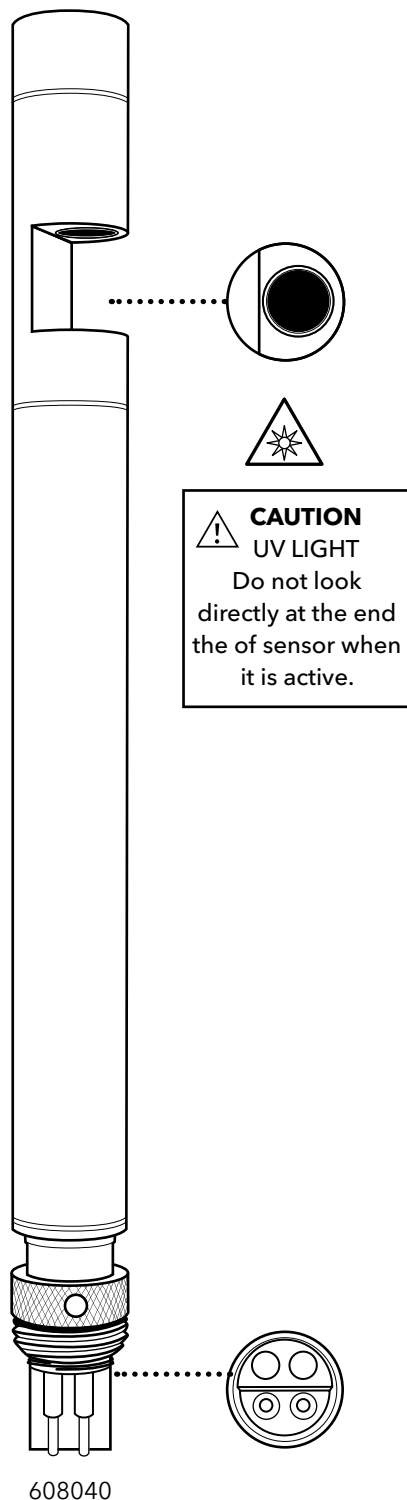 CAUTION
UV LIGHT
Do not look
directly at the end
the of sensor when
it is active.
608040